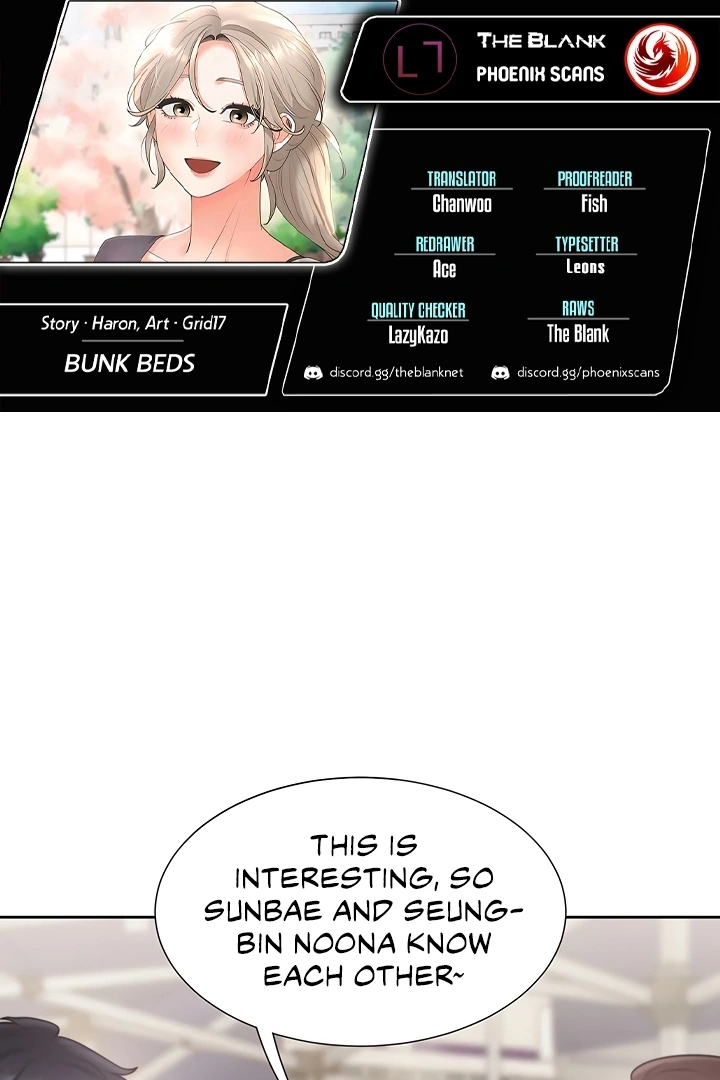 THE BLANK
PHOENIX SCANS
TRANSLATOR
Chanwoo
PROOFREADER
Fish
REDRAWER
Ace
TYPESETTER
Leons
QUALITY CHECKER
LazyKazo
RAWS
The Blank
Story · Haron, Art · Grid17
BUNK BEDS
discord.gg/theblanknet
discord.gg/phoenixscans
THIS IS
INTERESTING, SO
SUNBAE AND SEUNG-
BIN NOONA KNOW
EACH OTHER~